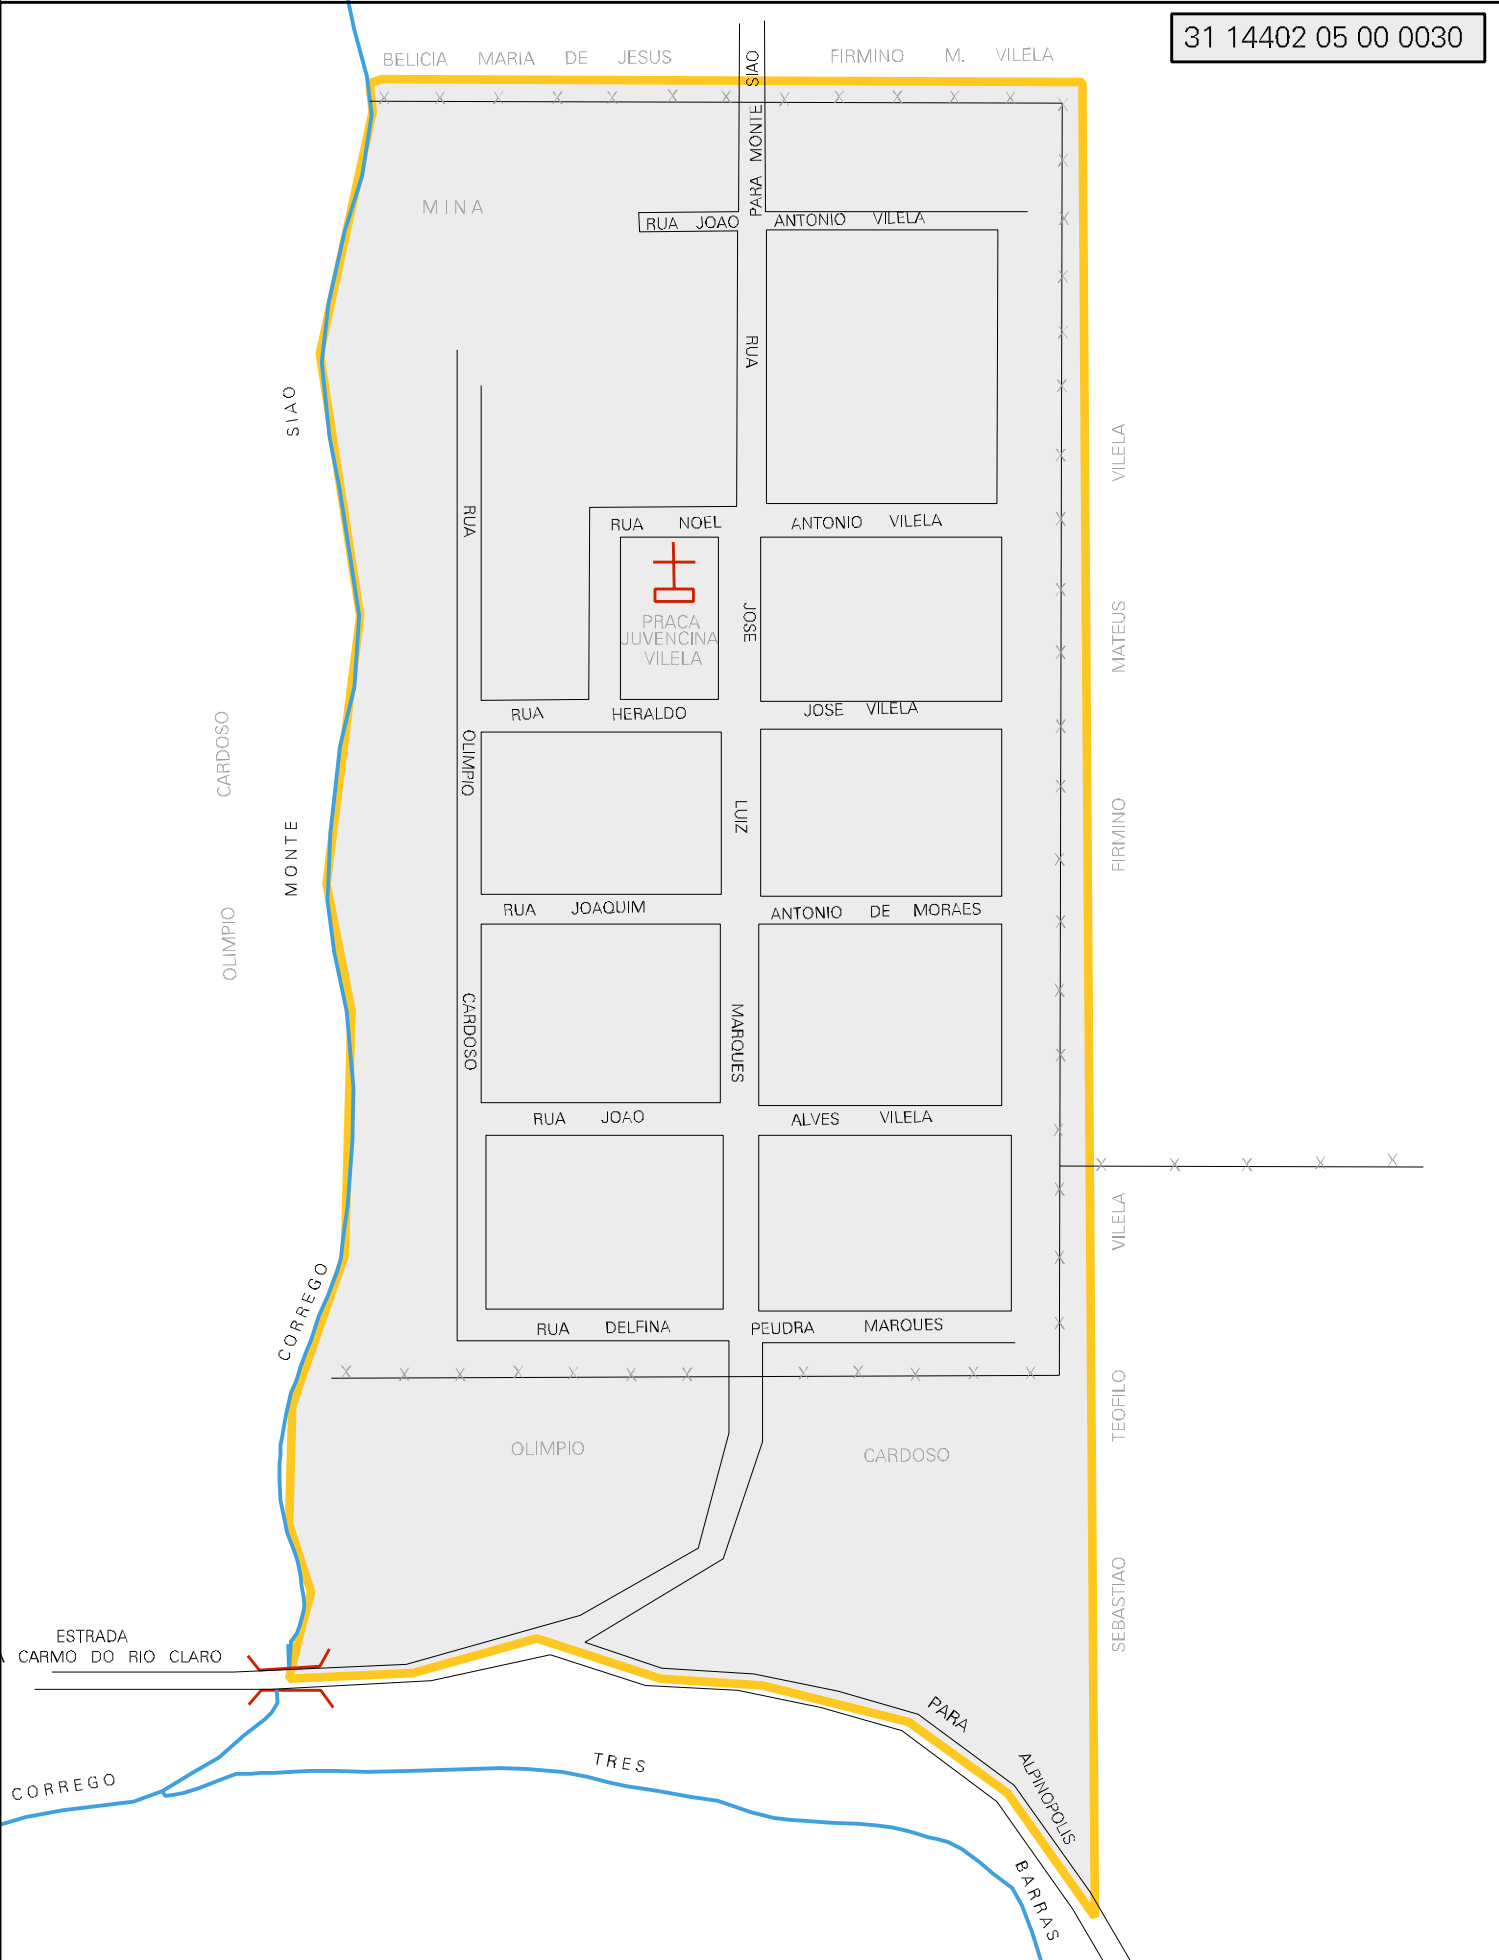 31 14402 05 00 0030
BELICIA MARIA DE JESUS
FIRMINO M. VILELA
PARA MONTE SIAO
MINA
RUA JOAO ANTONIO VILELA
RUA JOSE LUIZ MARQUES
RUA NOEL ANTONIO VILELA
PRACA
JUVENCINA
VILELA
RUA OLIMPIO CARDOSO
RUA HERALDO JOSE VILELA
RUA JOAQUIM ANTONIO DE MORAES
RUA JOAO ALVES VILELA
RUA DELFINA PEUDRA MARQUES
CORREGO MONTE SIAO
OLIMPIO CARDOSO
FIRMINO MATEUS VILELA
SEBASTIAO TEOFILO VILELA
OLIMPIO CARDOSO
ESTRADA
A CARMO DO RIO CLARO
PARA ALPINOPOLIS
CORREGO TRES BARRAS